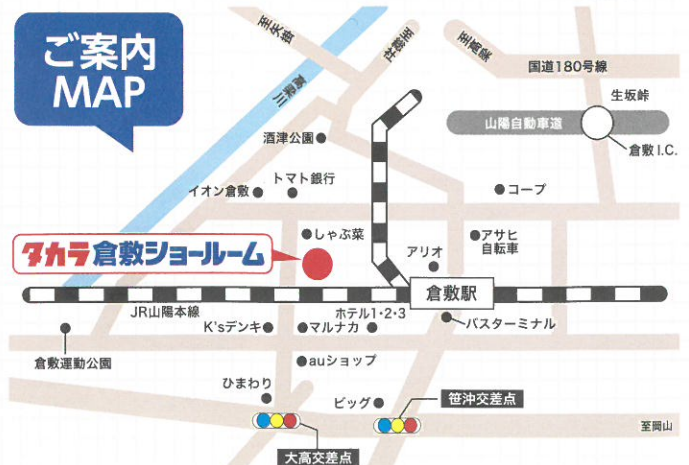 ご案内
MAP
至矢掛
至総社
至高梁
国道180号線
高梁川
生坂峠
山陽自動車道
倉敷I.C.
酒津公園
トマト銀行
イオン倉敷
コープ
しゃぶ菜
アサヒ
自転車
タカラ倉敷ショールーム
アリオ
倉敷駅
JR山陽本線
ホテル1・2・3
K'sデンキ
マルナカ
バスターミナル
倉敷運動公園
auショップ
ひまわり
ビッグ
笹沖交差点
至岡山
大高交差点